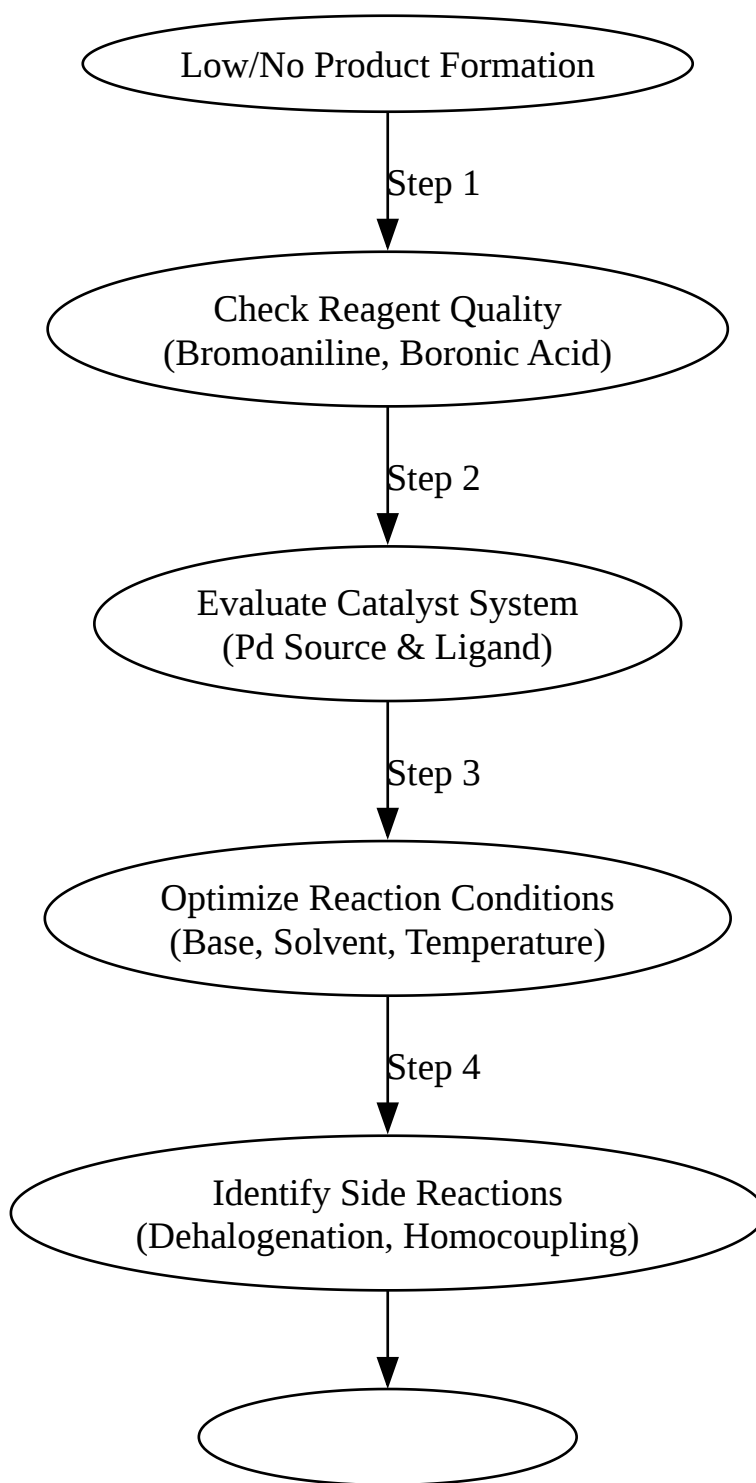 Low/No Product Formation
Step 1
Check Reagent Quality
(Bromoaniline, Boronic Acid)
Step 2
Evaluate Catalyst System
(Pd Source & Ligand)
Step 3
Optimize Reaction Conditions
(Base, Solvent, Temperature)
Step 4
Identify Side Reactions
(Dehalogenation, Homocoupling)